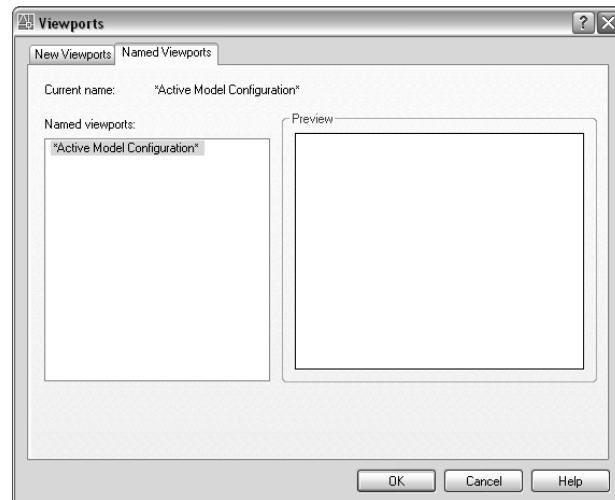 Viewports
New Viewports
Named Viewports
Current name: *Active Model Configuration*
Named viewports:
*Active Model Configuration*
Preview
OK
Cancel
Help